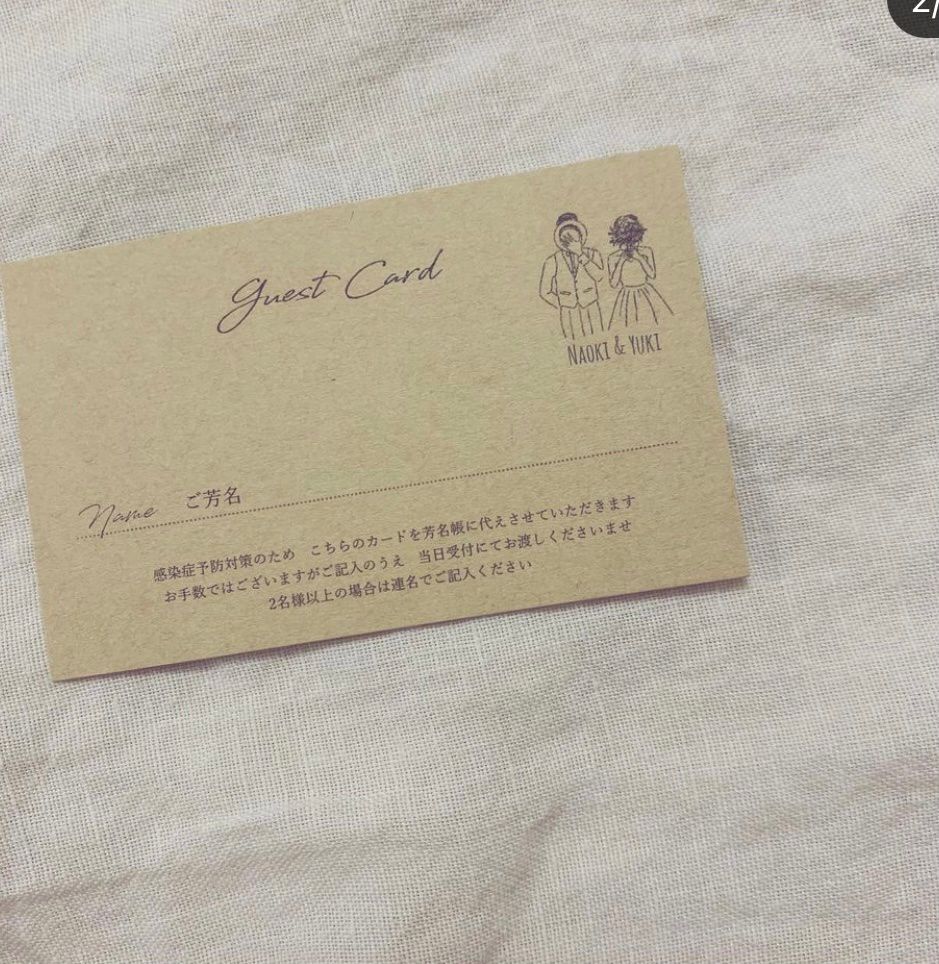 2/
Guest Card
NAOKI & YUKI
Name ご芳名
感染症予防対策のため　こちらのカードを芳名帳に代えさせていただきます
お手数ではございますがご記入のうえ　当日受付にてお渡しくださいませ
2名様以上の場合は連名でご記入ください